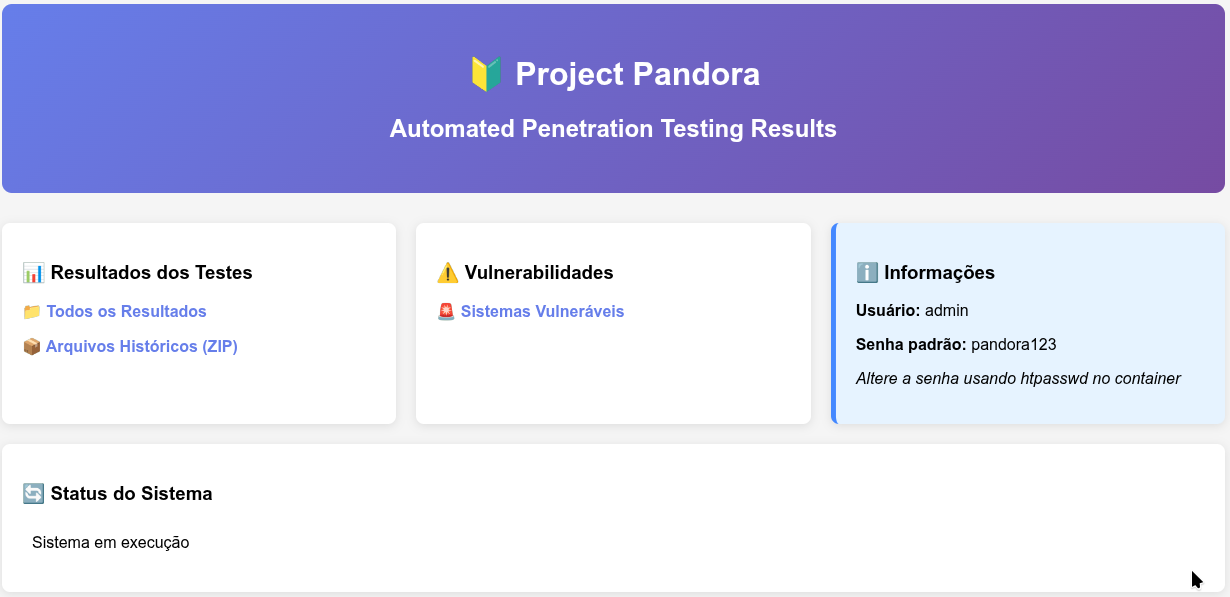 Project Pandora
Automated Penetration Testing Results
Resultados dos Testes
Todos os Resultados
Arquivos Históricos (ZIP)
Vulnerabilidades
Sistemas Vulneráveis
Informações
Usuário: admin
Senha padrão: pandora123
Altere a senha usando htpasswd no container
Status do Sistema
Sistema em execução